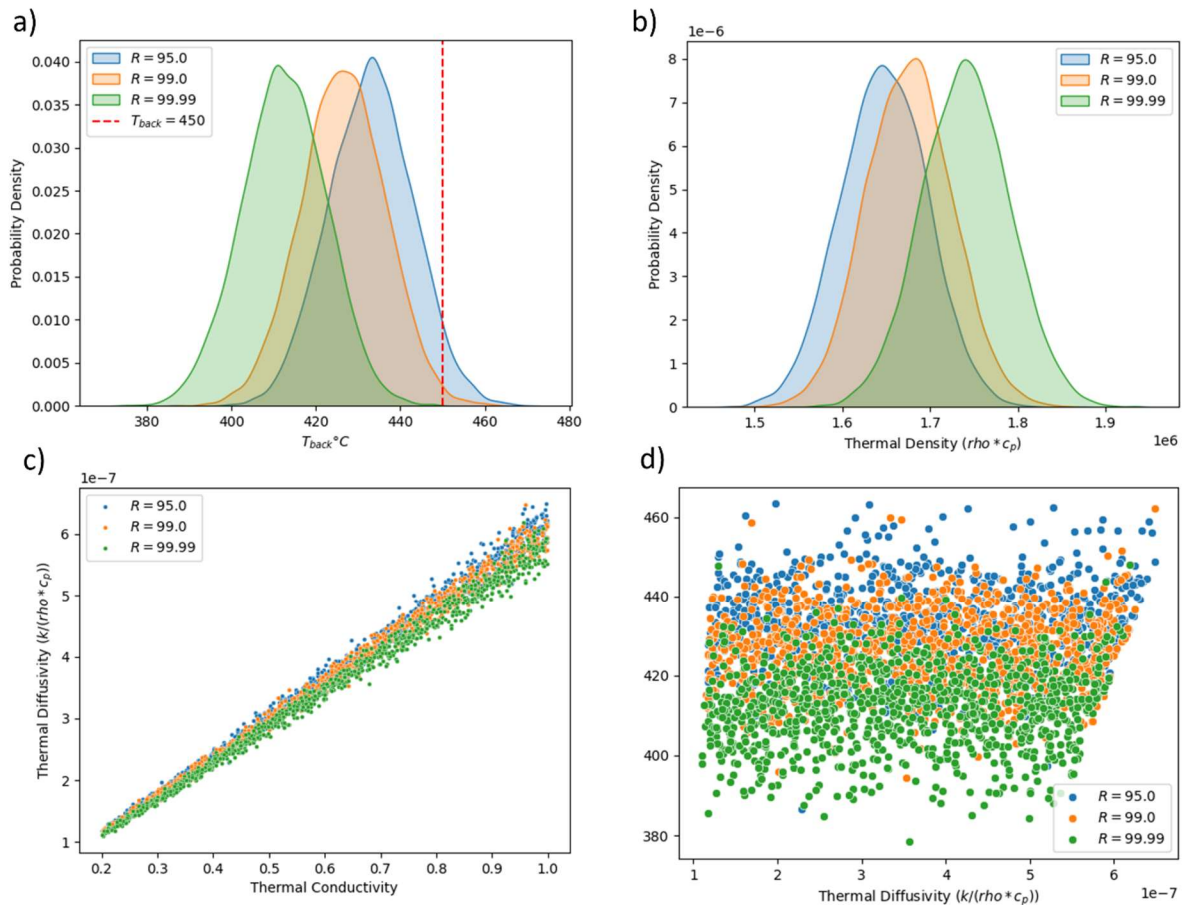 a)
R = 95.0
R = 99.0
R = 99.99
T_back = 450
0.040
0.035
0.030
0.025
0.020
0.015
0.010
0.005
0.000
Probability Density
380 400 420 440 460 480
T_back°C
b)
1e−6
R = 95.0
R = 99.0
R = 99.99
8
7
6
5
4
3
2
1
0
Probability Density
1.5 1.6 1.7 1.8 1.9
1e6
Thermal Density (rho * c_p)
c)
1e−7
R = 95.0
R = 99.0
R = 99.99
6
5
4
3
2
1
Thermal Diffusivity (k/(rho * c_p))
0.2 0.3 0.4 0.5 0.6 0.7 0.8 0.9 1.0
Thermal Conductivity
d)
460
440
420
400
380
R = 95.0
R = 99.0
R = 99.99
1 2 3 4 5 6
1e−7
Thermal Diffusivity (k/(rho * c_p))